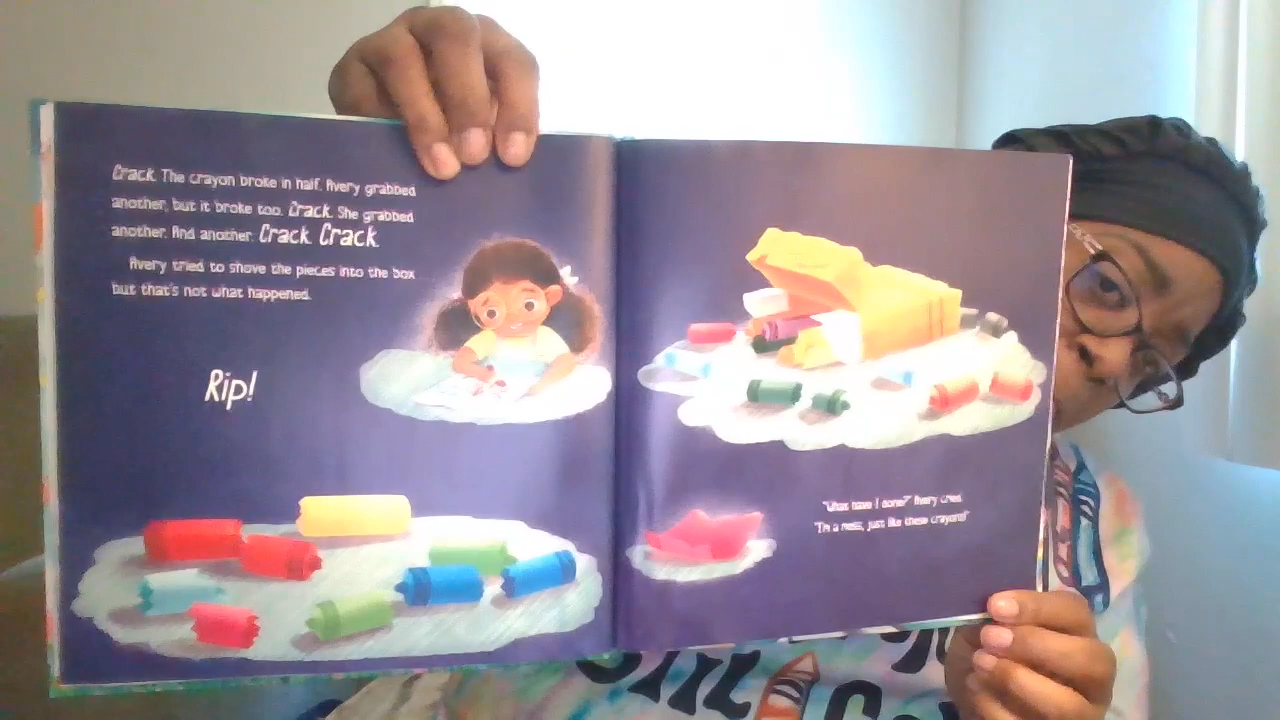 Crack. The crayon broke in half. Avery grabbed
another, but it broke too. Crack. She grabbed
another. And another. Crack. Crack.
Avery tried to shove the pieces into the box
but that's not what happened.
Rip!
"What have I done?" Avery cried.
"I'm a mess, just like these crayons!"